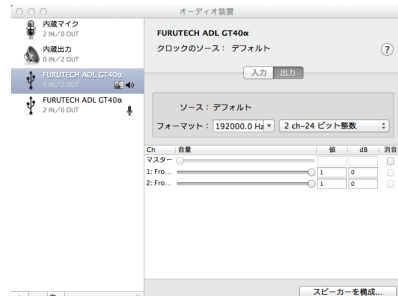 オーディオ装置
内蔵マイク
2 IN/0 OUT
内蔵出力
0 IN/2 OUT
FURUTECH ADL GT40α
0 IN/2 OUT
FURUTECH ADL GT40α
2 IN/0 OUT
FURUTECH ADL GT40α
クロックのソース： デフォルト
?
入力 出力
ソース： デフォルト
フォーマット： 192000.0 Hz 2 ch-24 ビット整数
Ch 音量 値 dB 消音
マスター
1: Fro... 1 0
2: Fro... 1 0
スピーカーを構成...